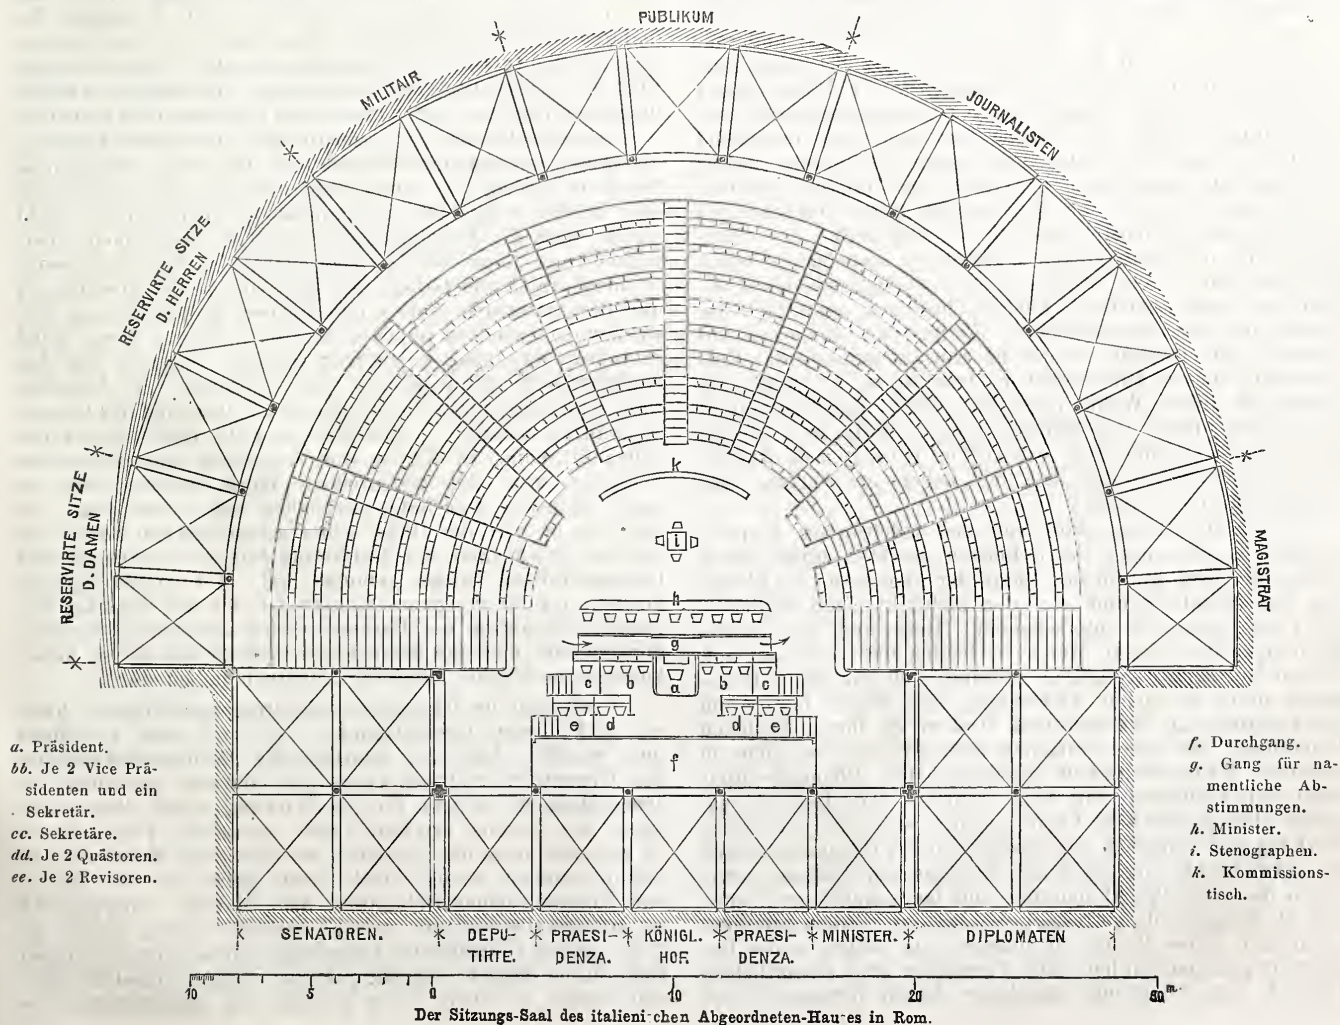 PUBLIKUM
MILITAIR
JOURNALISTEN
RESERVIRTE SITZE
D. HERREN
RESERVIRTE SITZE
D. DAMEN
MAGISTRAT
k
i
h
g
c b a b c
e d d e
f
a. Präsident.
bb. Je 2 Vice Prä-
sidenten und ein
Sekretär.
cc. Sekretäre.
dd. Je 2 Quästoren.
ee. Je 2 Revisoren.
f. Durchgang.
g. Gang für na-
mentliche Ab-
stimmungen.
h. Minister.
i. Stenographen.
k. Kommissions-
tisch.
SENATOREN. DEPU- PRAESI- KÖNIGL. PRAESI- MINISTER. DIPLOMATEN
TIRTE. DENZA. HOF. DENZA.
10 5 0 10 20 30 m.
Der Sitzungs-Saal des italieni chen Abgeordneten-Hau es in Rom.